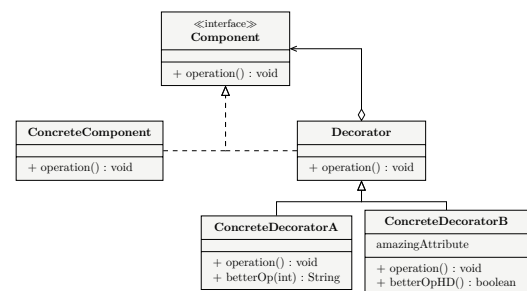 ≪interface≫
Component
+ operation() : void
ConcreteComponent
+ operation() : void
Decorator
+ operation() : void
ConcreteDecoratorA
+ operation() : void
+ betterOp(int) : String
ConcreteDecoratorB
amazingAttribute
+ operation() : void
+ betterOpHD() : boolean